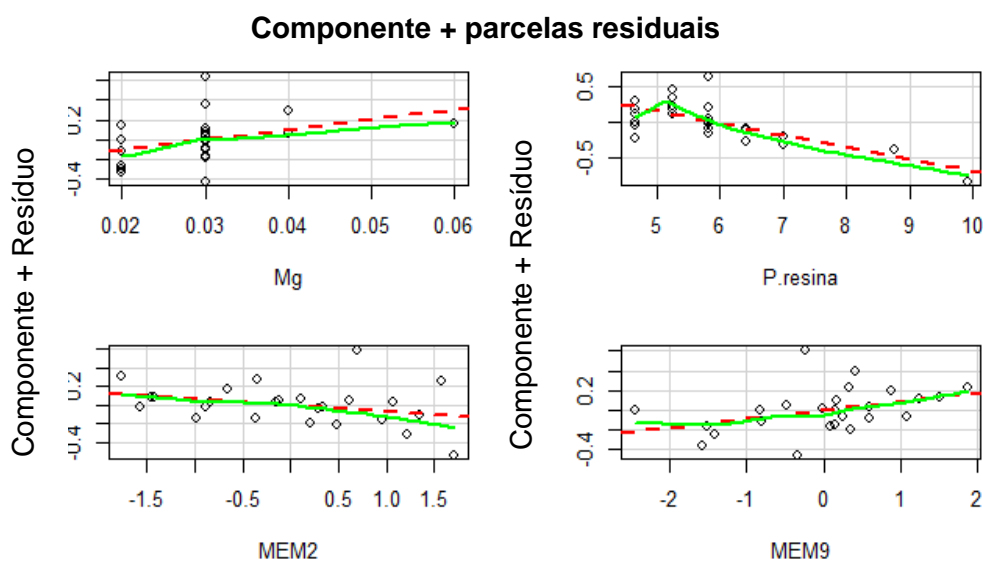 Componente + parcelas residuais
Componente + Resíduo
0.2
-0.4
0.02 0.03 0.04 0.05 0.06
Mg
Componente + Resíduo
0.5
-0.5
5 6 7 8 9 10
P.resina
0.2
-0.4
-1.5 -0.5 0.5 1.0 1.5
MEM2
0.2
-0.4
-2 -1 0 1 2
MEM9